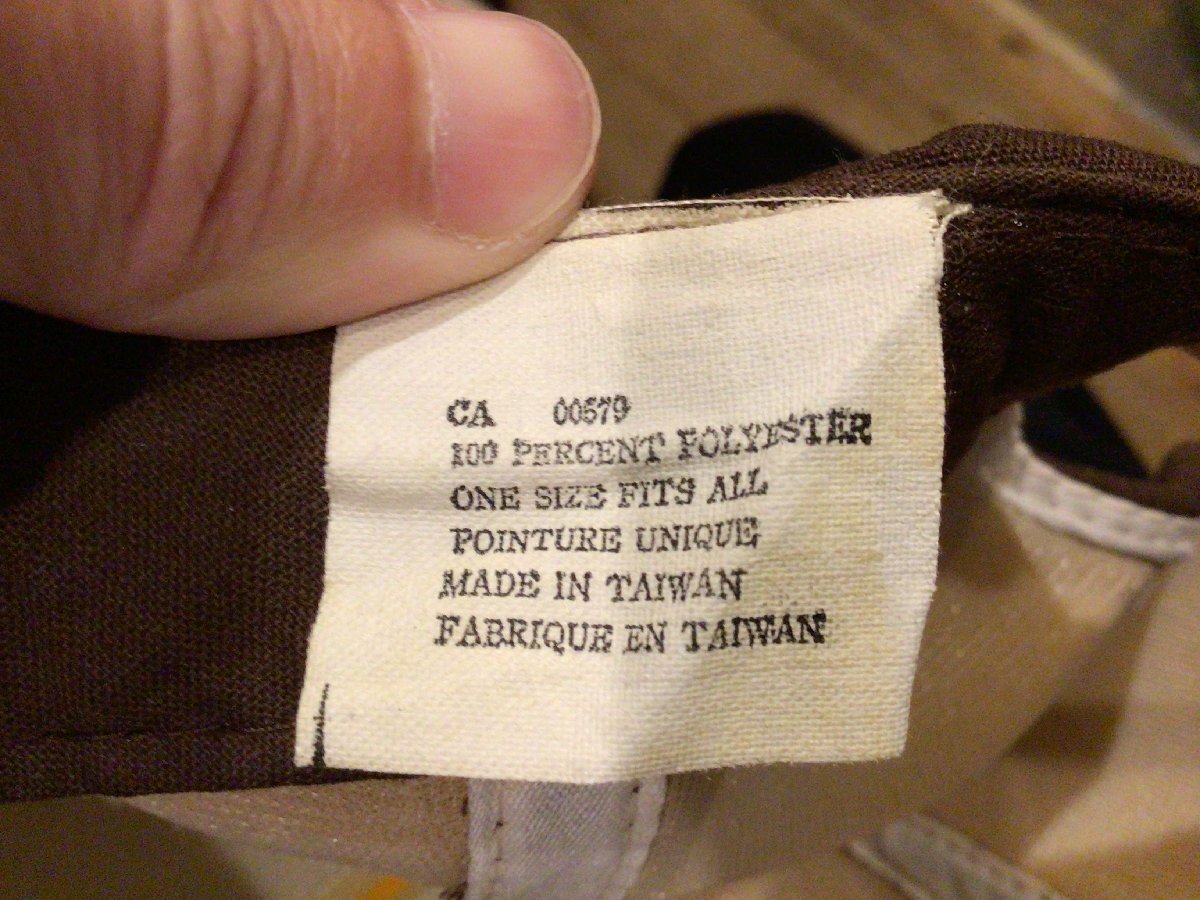 CA 00579
100 PERCENT POLYESTER
ONE SIZE FITS ALL
POINTURE UNIQUE
MADE IN TAIWAN
FABRIQUE EN TAIWAN